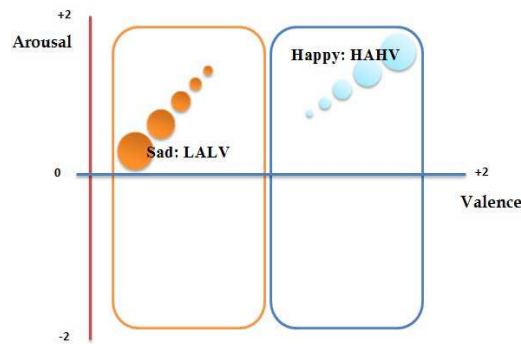 +2
Arousal
Happy: HAHV
Sad: LALV
0
+2
Valence
-2